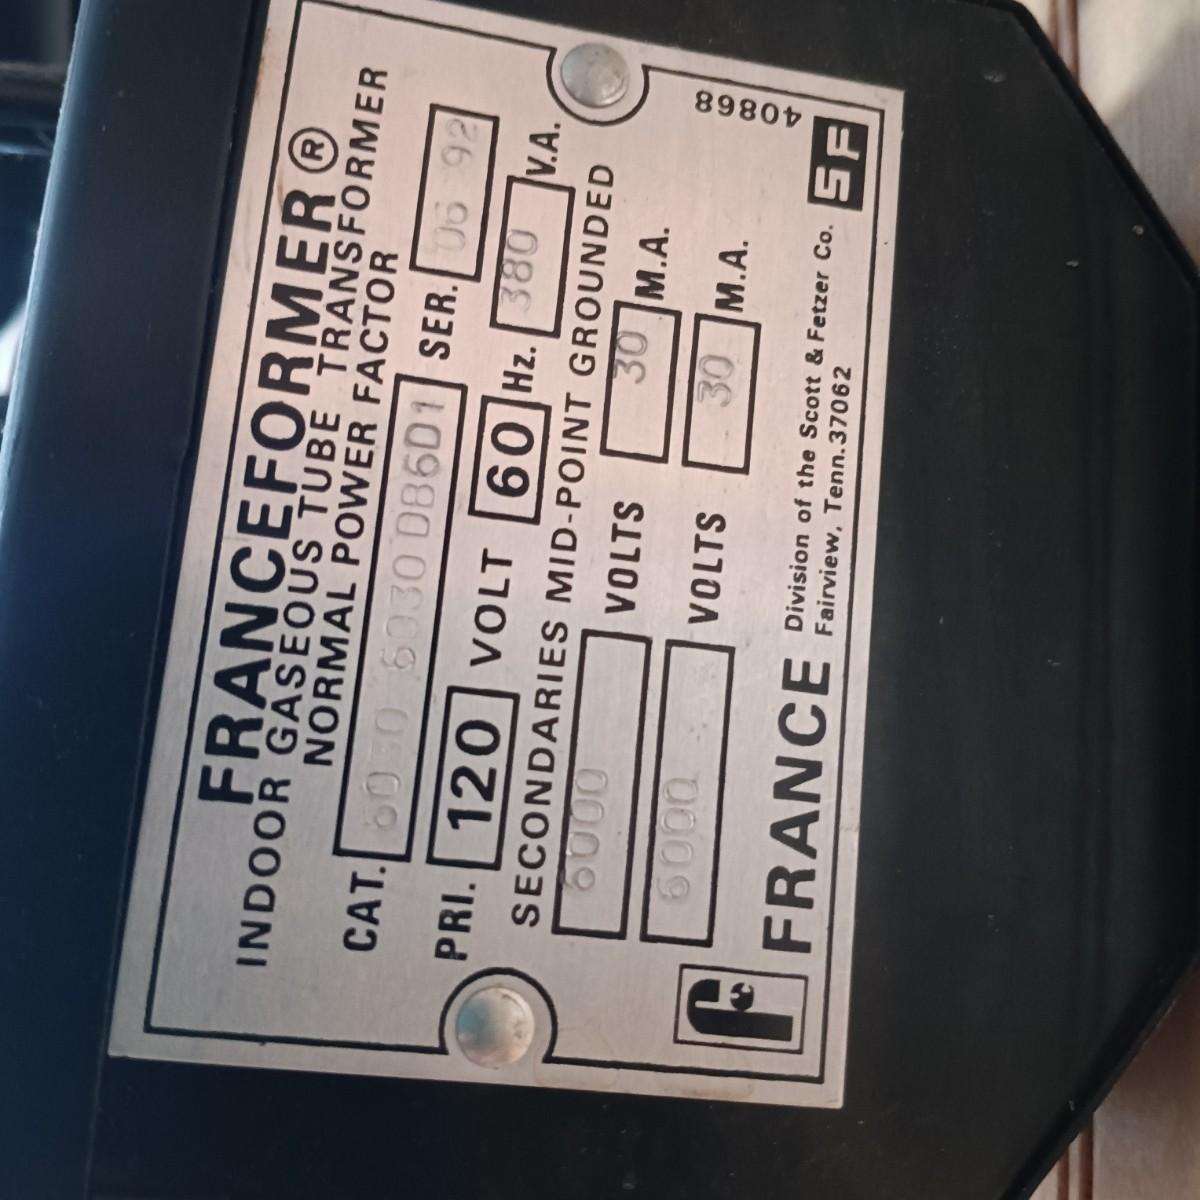 FRANCEFORMER®
INDOOR GASEOUS TUBE TRANSFORMER
NORMAL POWER FACTOR
CAT. 6030 6030 DB6D1 SER. 06 92
PRI. 120 VOLT 60 Hz. 380 V.A.
SECONDARIES MID-POINT GROUNDED
6000 VOLTS 30 M.A.
6000 VOLTS 30 M.A.
FRANCE Division of the Scott & Fetzer Co.
Fairview, Tenn.37062
SF
40868